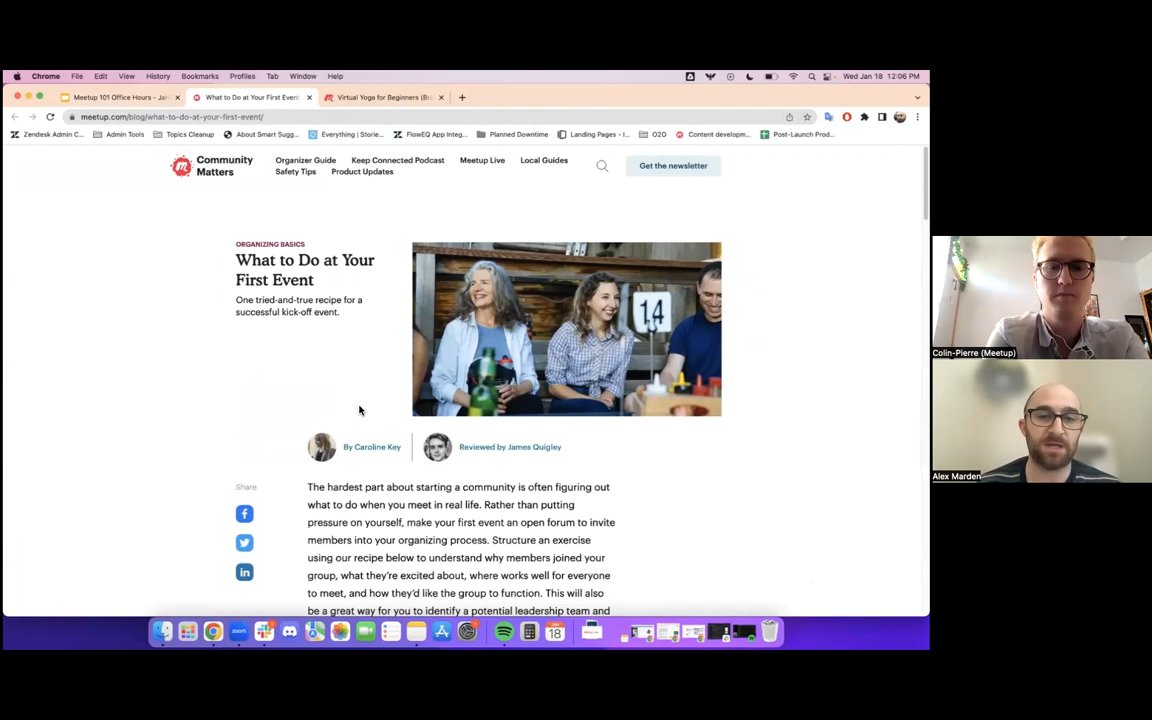 Chrome File Edit View History Bookmarks Profiles Tab Window Help Wed Jan 18 12:06 PM
Meetup 101 Office Hours - Ja What to Do at Your First Event Virtual Yoga for Beginners
meetup.com/blog/what-to-do-at-your-first-event/
Zendesk Admin C... Admin Tools Topics Cleanup About Smart Sugg... Everything | Storie... FlowEQ App Integ... Planned Downtime Landing Pages - I... O2O Content developm... Post-Launch Prod...
Community
Matters
Organizer Guide Keep Connected Podcast Meetup Live Local Guides
Safety Tips Product Updates
Get the newsletter
ORGANIZING BASICS
What to Do at Your
First Event
One tried-and-true recipe for a
successful kick-off event.
14
By Caroline Key
Reviewed by James Quigley
Share
The hardest part about starting a community is often figuring out
what to do when you meet in real life. Rather than putting
pressure on yourself, make your first event an open forum to invite
members into your organizing process. Structure an exercise
using our recipe below to understand why members joined your
group, what they're excited about, where works well for everyone
to meet, and how they'd like the group to function. This will also
be a great way for you to identify a potential leadership team and
zoom
18
Colin-Pierre (Meetup)
Alex Marden